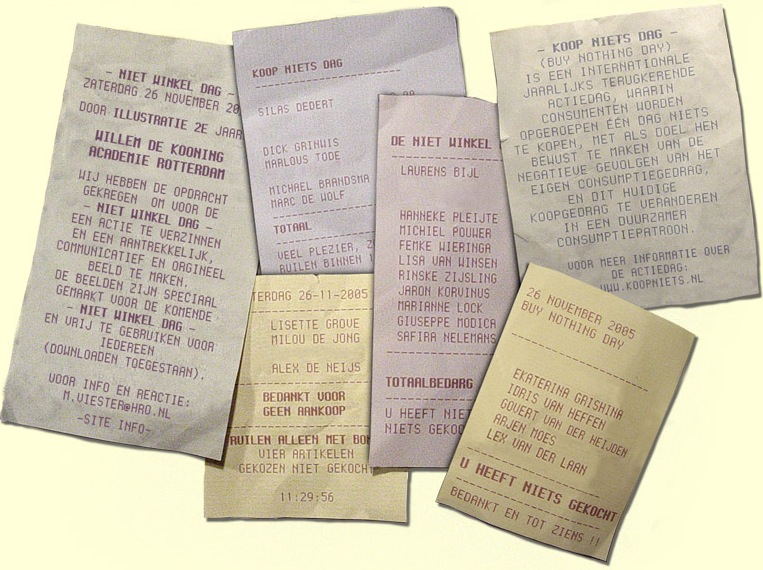 - NIET WINKEL DAG -
ZATERDAG 26 NOVEMBER 20
DOOR ILLUSTRATIE 2E JAAR
WILLEM DE KOONING
ACADEMIE ROTTERDAM
WIJ HEBBEN DE OPDRACHT
GEKREGEN OM VOOR DE
- NIET WINKEL DAG -
EEN ACTIE TE VERZINNEN
EN EEN AANTREKKELIJK,
COMMUNICATIEF EN ORGINEEL
BEELD TE MAKEN.
DE BEELDEN ZIJN SPECIAAL
GEMAAKT VOOR DE KOMENDE
- NIET WINKEL DAG -
EN VRIJ TE GEBRUIKEN VOOR
IEDEREEN
(DOWNLOADEN TOEGESTAAN).
VOOR INFO EN REACTIE:
M.VIESTER@HRO.NL
-SITE INFO-
KOOP NIETS DAG
SILAS DEDERT
DICK GRINWIS
MARLOUS TODE
MICHAEL BRANDSMA
MARC DE WOLF
TOTAAL
VEEL PLEZIER,
RUILEN BINNEN
TERDAG 26-11-2005
LISETTE GROVE
MILOU DE JONG
ALEX DE NEIJS
BEDANKT VOOR
GEEN AANKOOP
RUILEN ALLEEN MET BON
VIER ARTIKELEN
GEKOZEN NIET GEKOCHT
11:29:56
DE NIET WINKEL
LAURENS BIJL
HANNEKE PLEIJTE
MICHIEL POUWER
FEMKE WIERINGA
LISA VAN WINSEN
RINSKE ZIJSLING
JARON KORVINUS
MARIANNE LOCK
GIUSEPPE MODICA
SAFIRA NELEMANS
TOTAALBEDARG
U HEEFT NIET
NIETS GEKOC
- KOOP NIETS DAG -
(BUY NOTHING DAY)
IS EEN INTERNATIONALE
JAARLIJKS TERUGKERENDE
ACTIEDAG, WAARIN
CONSUMENTEN WORDEN
OPGEROEPEN ÉÉN DAG NIETS
TE KOPEN, MET ALS DOEL HEN
BEWUST TE MAKEN VAN DE
NEGATIEVE GEVOLGEN VAN HET
EIGEN CONSUMPTIEGEDRAG,
EN DIT HUIDIGE
KOOPGEDRAG TE VERANDEREN
IN EEN DUURZAMER
CONSUMPTIEPATROON.
VOOR MEER INFORMATIE OVER
DE ACTIEDAG:
WWW.KOOPNIETS.NL
26 NOVEMBER 2005
BUY NOTHING DAY
EKATERINA GRISHINA
IDRIS VAN HEFFEN
GOVERT VAN DER HEIJDEN
ARJEN MOES
LEX VAN DER LAAN
U HEEFT NIETS GEKOCHT
BEDANKT EN TOT ZIENS !!